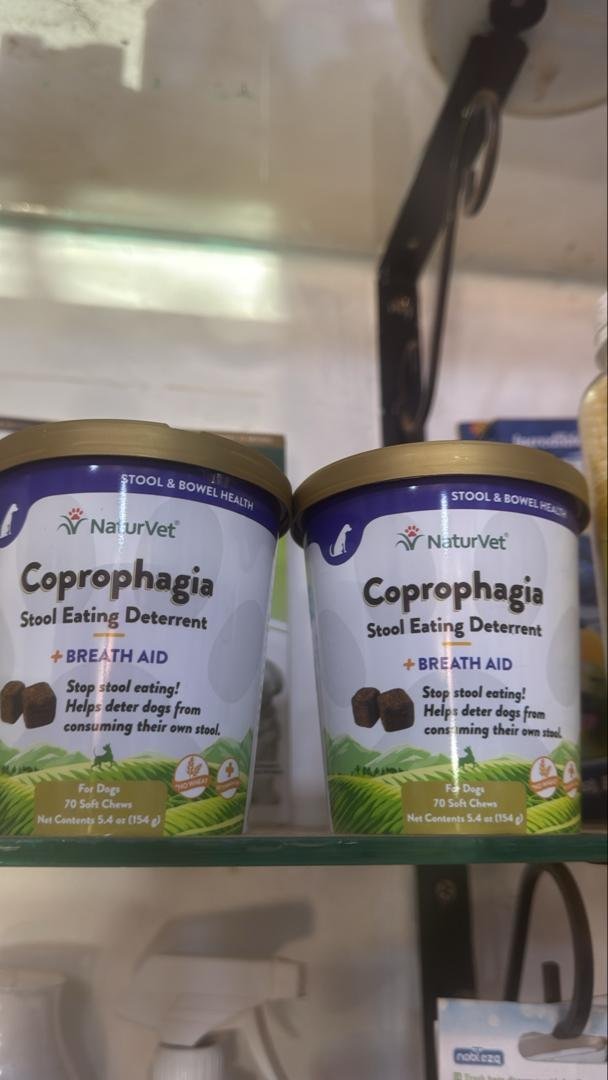 STOOL & BOWEL HEALTH
NaturVet®
Coprophagia
Stool Eating Deterrent
+ BREATH AID
Stop stool eating!
Helps deter dogs from
consuming their own stool.
NO WHEAT
For Dogs
70 Soft Chews
Net Contents 5.4 oz (154 g)
STOOL & BOWEL HEALTH
NaturVet®
Coprophagia
Stool Eating Deterrent
+ BREATH AID
Stop stool eating!
Helps deter dogs from
consuming their own stool.
For Dogs
70 Soft Chews
Net Contents 5.4 oz (154 g)
nobleza